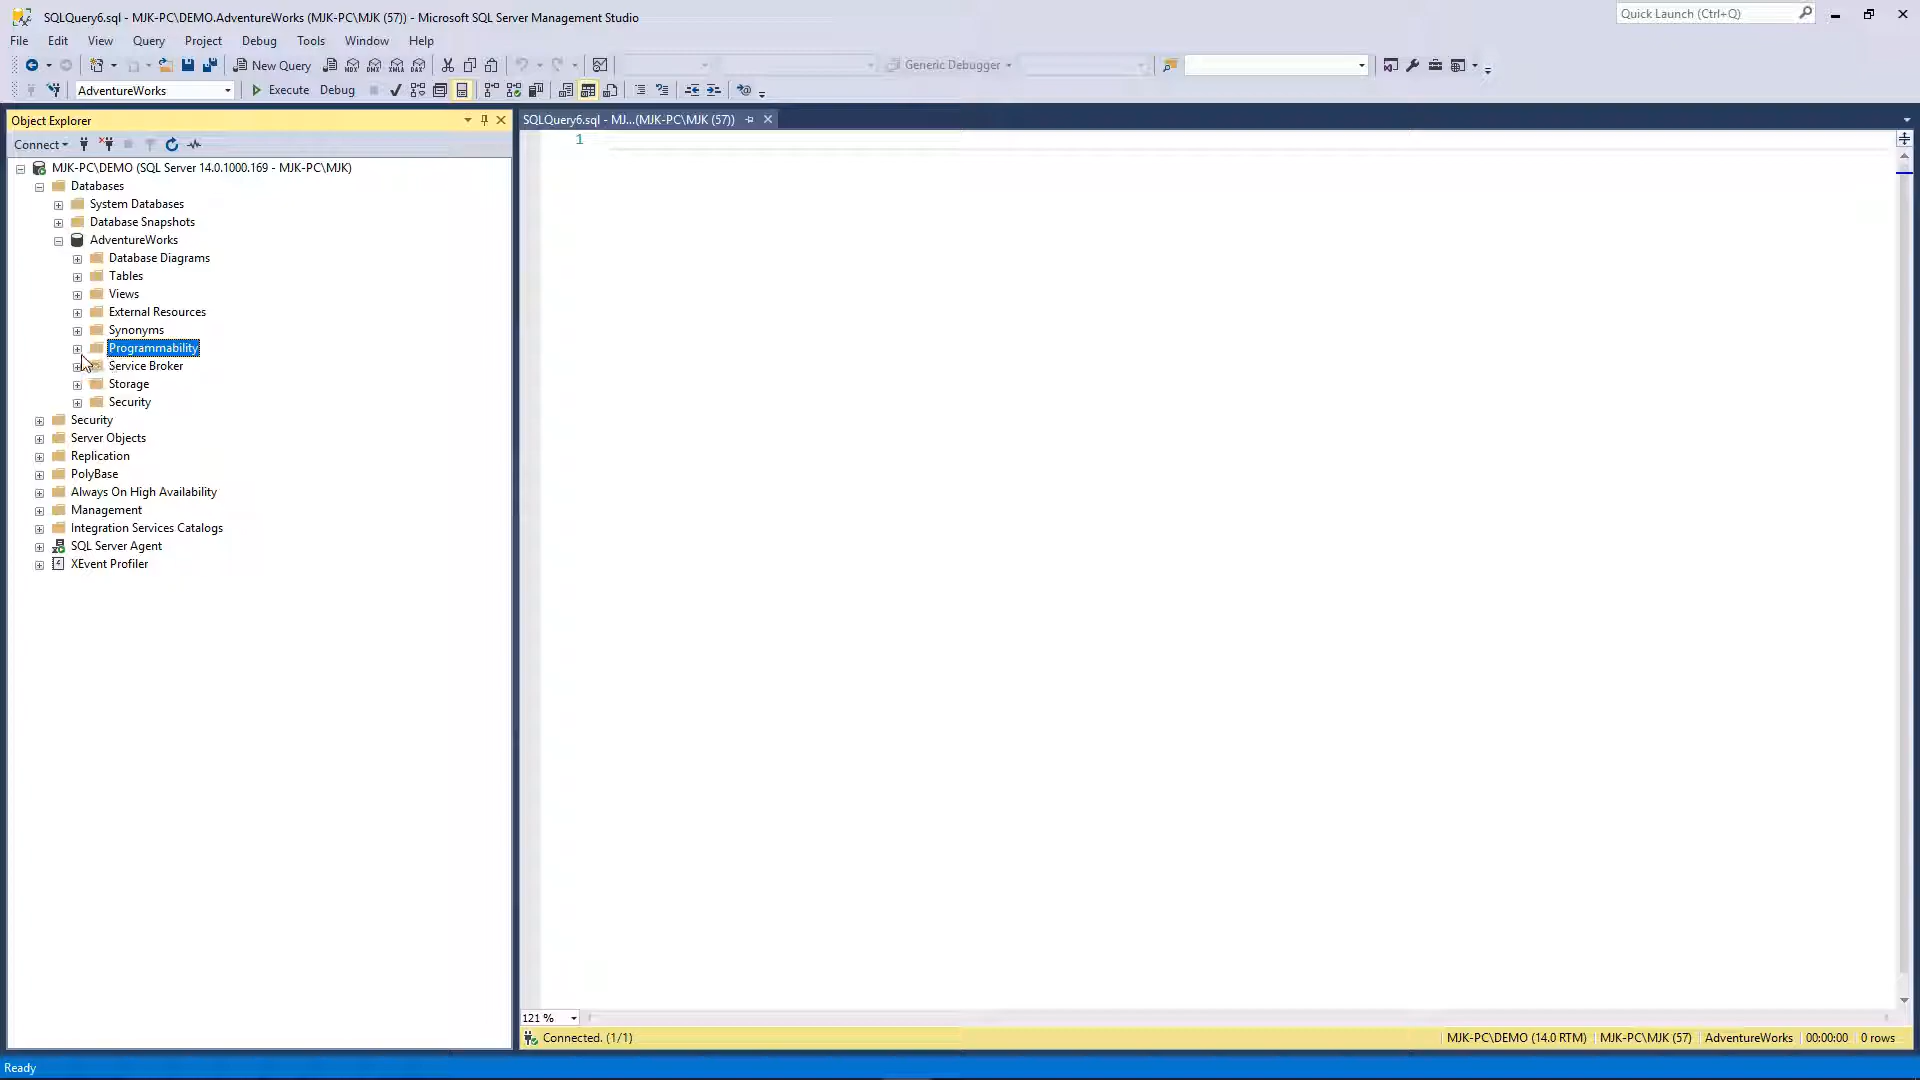 SQLQuery6.sql - MJK-PC\DEMO.AdventureWorks (MJK-PC\MJK (57)) - Microsoft SQL Server Management Studio
Quick Launch (Ctrl+Q)
File Edit View Query Project Debug Tools Window Help
New Query
MDX DMX XMLA DAX
Generic Debugger
AdventureWorks
Execute Debug
Object Explorer
SQLQuery6.sql - MJ...(MJK-PC\MJK (57))
Connect
1
MJK-PC\DEMO (SQL Server 14.0.1000.169 - MJK-PC\MJK)
Databases
System Databases
Database Snapshots
AdventureWorks
Database Diagrams
Tables
Views
External Resources
Synonyms
Programmability
Service Broker
Storage
Security
Security
Server Objects
Replication
PolyBase
Always On High Availability
Management
Integration Services Catalogs
SQL Server Agent
XEvent Profiler
121 %
Connected. (1/1)
MJK-PC\DEMO (14.0 RTM)
MJK-PC\MJK (57)
AdventureWorks
00:00:00
0 rows
Ready